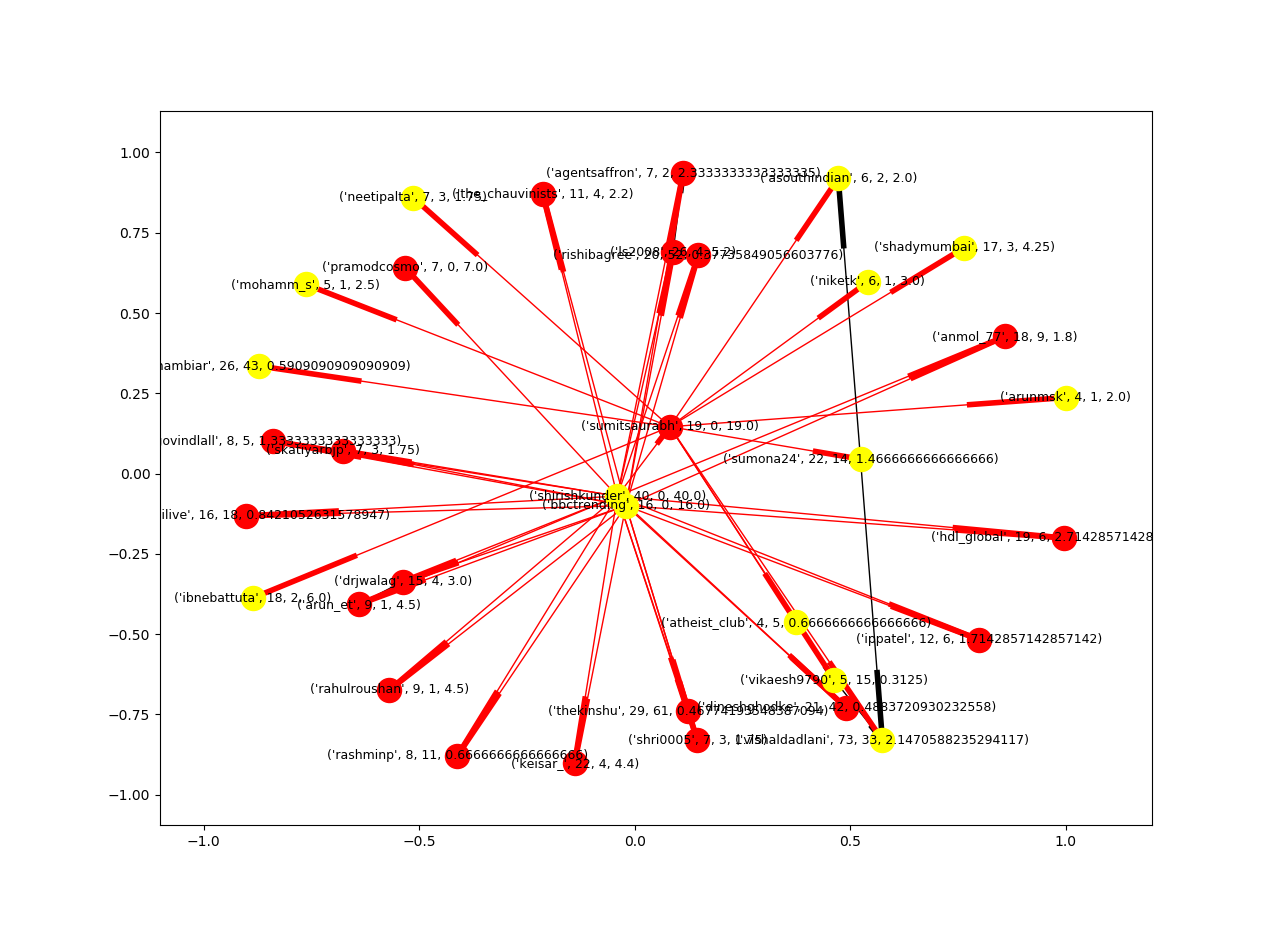 1.00
0.75
0.50
0.25
0.00
−0.25
−0.50
−0.75
−1.00
('agentsaffron', 7, 2, 2.3333333333333335)
('asouthindian', 6, 2, 2.0)
('neetipalta', 7, 3, 1.75)
('the_chauvinists', 11, 4, 2.2)
('shadymumbai', 17, 3, 4.25)
('rishibagree', 20, 52, 0.37735849056603776)
('pramodcosmo', 7, 0, 7.0)
('mohamm_s', 5, 1, 2.5)
('niketk', 6, 1, 3.0)
('anmol_77', 18, 9, 1.8)
nambiar', 26, 43, 0.5909090909090909)
('arunmsk', 4, 1, 2.0)
('sumitsaurabh', 19, 0, 19.0)
ovindlall', 8, 5, 1.3333333333333333)
('skatiyarbjp', 7, 3, 1.75)
('sumona24', 22, 14, 1.4666666666666666)
('shirishkunder', 40, 0, 40.0)
('bbctrending', 16, 0, 16.0)
ilive', 16, 18, 0.8421052631578947)
('hdl_global', 19, 6, 2.71428571428
('drjwalag', 15, 4, 3.0)
('ibnebattuta', 18, 2, 6.0)
('arun_et', 9, 1, 4.5)
('atheist_club', 4, 5, 0.6666666666666666)
('ippatel', 12, 6, 1.7142857142857142)
('vikaesh9790', 5, 15, 0.3125)
('rahulroushan', 9, 1, 4.5)
('dineshghodke', 21, 42, 0.4883720930232558)
('thekinshu', 29, 61, 0.46774193548387094)
('shri0005', 7, 3, 1.75)
('vishaldadlani', 73, 33, 2.1470588235294117)
('rashminp', 8, 11, 0.6666666666666666)
('keisar_', 22, 4, 4.4)
−1.0
−0.5
0.0
0.5
1.0